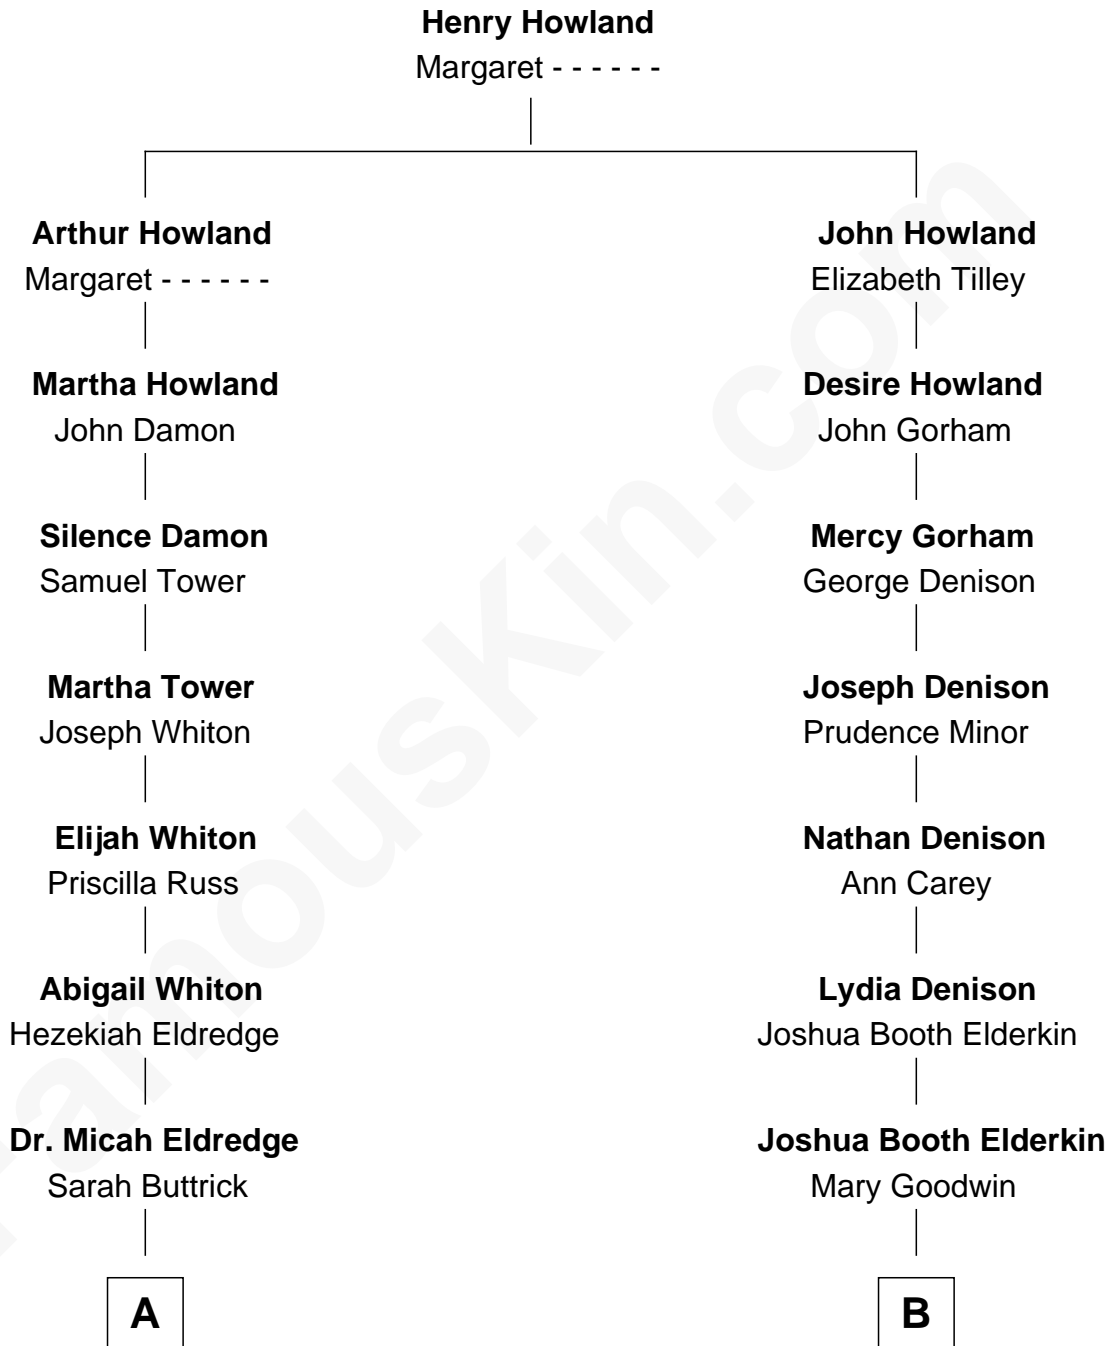 Henry Howland
Margaret - - - - - -
Arthur Howland
Margaret - - - - - -
John Howland
Elizabeth Tilley
Martha Howland
John Damon
Desire Howland
John Gorham
Silence Damon
Samuel Tower
Mercy Gorham
George Denison
Martha Tower
Joseph Whiton
Joseph Denison
Prudence Minor
Elijah Whiton
Priscilla Russ
Nathan Denison
Ann Carey
Abigail Whiton
Hezekiah Eldredge
Lydia Denison
Joshua Booth Elderkin
Dr. Micah Eldredge
Sarah Buttrick
Joshua Booth Elderkin
Mary Goodwin
A
B
FamousKin.com